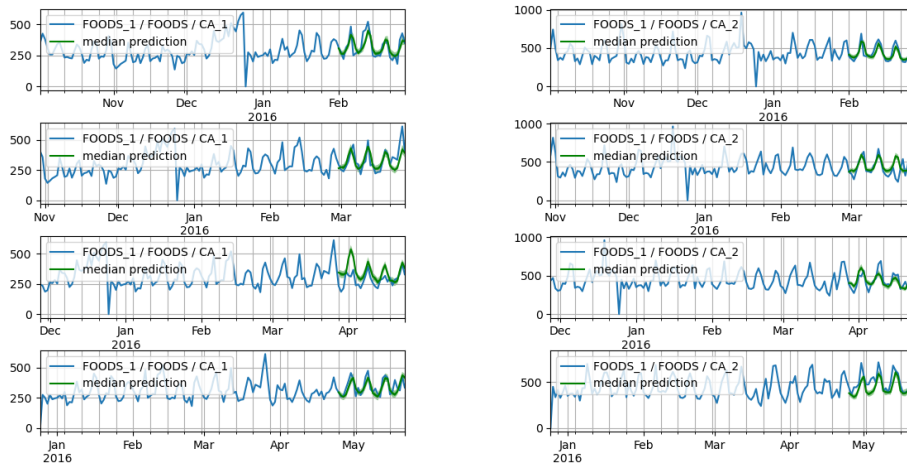 FOODS_1 / FOODS / CA_1
median prediction
500
250
0
Nov
Dec
Jan
2016
Feb
FOODS_1 / FOODS / CA_2
median prediction
1000
500
0
Nov
Dec
Jan
2016
Feb
FOODS_1 / FOODS / CA_1
median prediction
500
250
0
Nov
Dec
Jan
2016
Feb
Mar
FOODS_1 / FOODS / CA_2
median prediction
1000
500
0
Nov
Dec
Jan
2016
Feb
Mar
FOODS_1 / FOODS / CA_1
median prediction
500
250
0
Dec
Jan
2016
Feb
Mar
Apr
FOODS_1 / FOODS / CA_2
median prediction
1000
500
0
Dec
Jan
2016
Feb
Mar
Apr
FOODS_1 / FOODS / CA_1
median prediction
500
250
0
Jan
2016
Feb
Mar
Apr
May
FOODS_1 / FOODS / CA_2
median prediction
500
0
Jan
2016
Feb
Mar
Apr
May